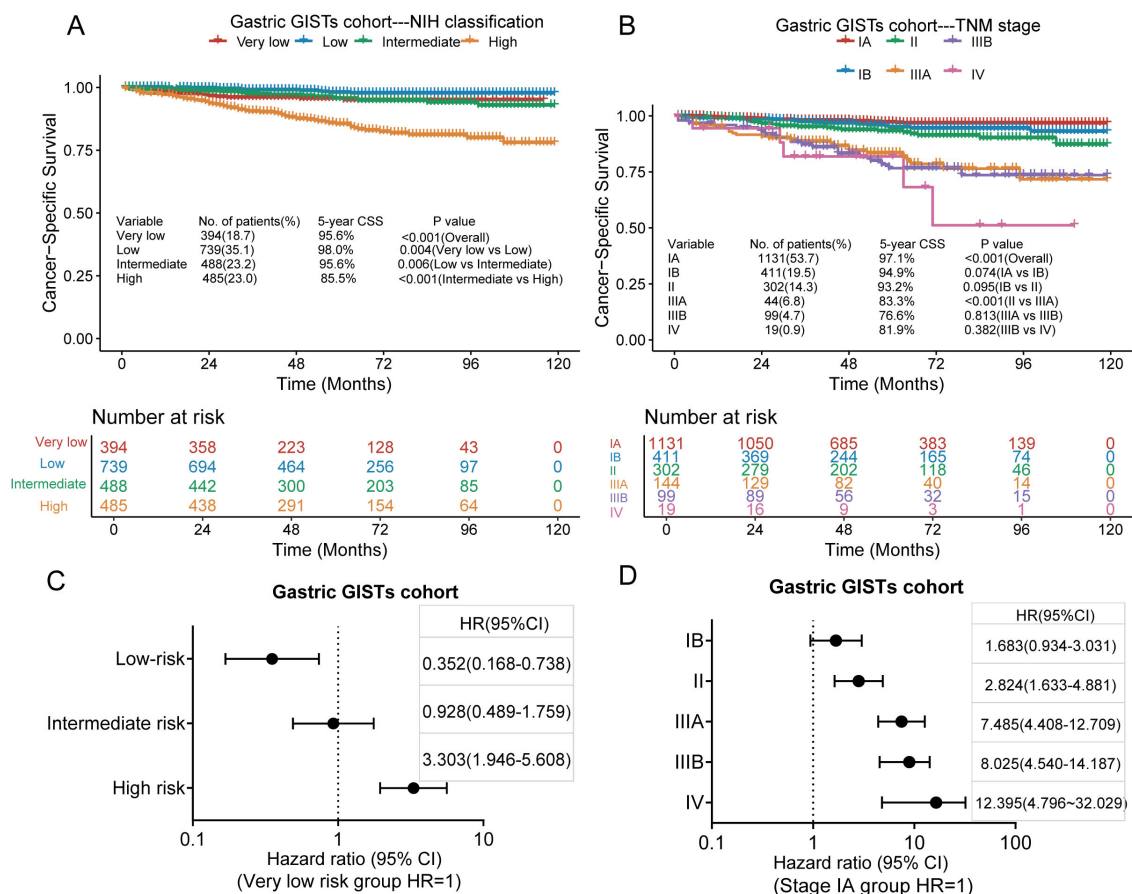 A
Gastric GISTs cohort---NIH classification
Very low Low Intermediate High
Cancer-Specific Survival
1.00
0.75
0.50
0.25
0.00
Variable No. of patients(%) 5-year CSS P value
Very low 394(18.7) 95.6% <0.001(Overall)
Low 739(35.1) 98.0% 0.004(Very low vs Low)
Intermediate 488(23.2) 95.6% 0.006(Low vs Intermediate)
High 485(23.0) 85.5% <0.001(Intermediate vs High)
0 24 48 72 96 120
Time (Months)
Number at risk
Very low 394 358 223 128 43 0
Low 739 694 464 256 97 0
Intermediate 488 442 300 203 85 0
High 485 438 291 154 64 0
0 24 48 72 96 120
Time (Months)
B
Gastric GISTs cohort---TNM stage
IA II IIIB
IB IIIA IV
Cancer-Specific Survival
1.00
0.75
0.50
0.25
0.00
Variable No. of patients(%) 5-year CSS P value
IA 1131(53.7) 97.1% <0.001(Overall)
IB 411(19.5) 94.9% 0.074(IA vs IB)
II 302(14.3) 93.2% 0.095(IB vs II)
IIIA 44(6.8) 83.3% <0.001(II vs IIIA)
IIIB 99(4.7) 76.6% 0.813(IIIA vs IIIB)
IV 19(0.9) 81.9% 0.382(IIIB vs IV)
0 24 48 72 96 120
Time (Months)
Number at risk
IA 1131 1050 685 383 139 0
IB 411 369 244 165 74 0
II 302 279 202 118 46 0
IIIA 144 129 82 40 14 0
IIIB 99 89 56 32 15 0
IV 19 16 9 3 1 0
0 24 48 72 96 120
Time (Months)
C
Gastric GISTs cohort
HR(95%CI)
Low-risk 0.352(0.168-0.738)
Intermediate risk 0.928(0.489-1.759)
High risk 3.303(1.946-5.608)
0.1 1 10
Hazard ratio (95% CI)
(Very low risk group HR=1)
D
Gastric GISTs cohort
HR(95%CI)
IB 1.683(0.934-3.031)
II 2.824(1.633-4.881)
IIIA 7.485(4.408-12.709)
IIIB 8.025(4.540-14.187)
IV 12.395(4.796~32.029)
0.1 1 10 100
Hazard ratio (95% CI)
(Stage IA group HR=1)